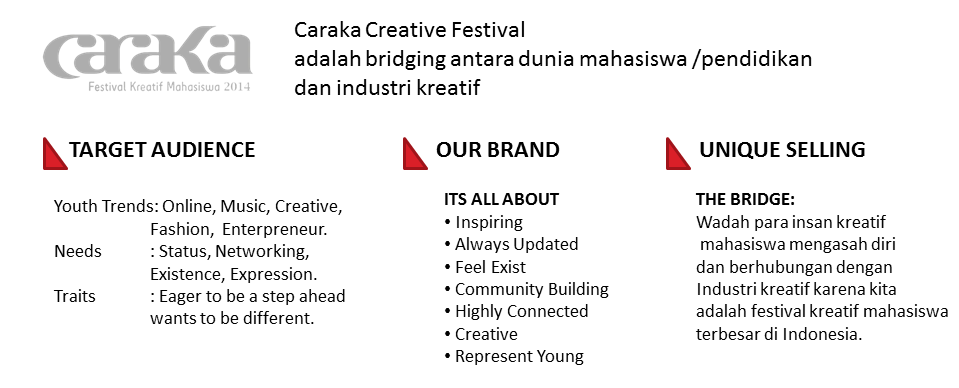 caraka
Festival Kreatif Mahasiswa 2014
Caraka Creative Festival
adalah bridging antara dunia mahasiswa /pendidikan
dan industri kreatif
TARGET AUDIENCE
Youth Trends: Online, Music, Creative,
Fashion, Enterpreneur.
Needs : Status, Networking,
Existence, Expression.
Traits : Eager to be a step ahead
wants to be different.
OUR BRAND
ITS ALL ABOUT
• Inspiring
• Always Updated
• Feel Exist
• Community Building
• Highly Connected
• Creative
• Represent Young
UNIQUE SELLING
THE BRIDGE:
Wadah para insan kreatif
mahasiswa mengasah diri
dan berhubungan dengan
Industri kreatif karena kita
adalah festival kreatif mahasiswa
terbesar di Indonesia.